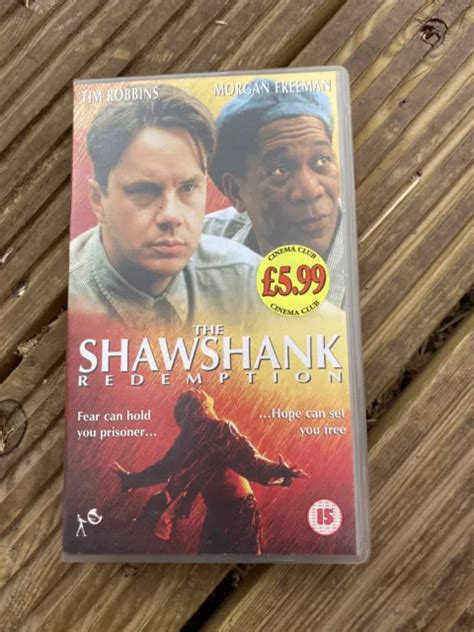 TIM ROBBINS
MORGAN FREEMAN
CINEMA CLUB
£5.99
CINEMA CLUB
THE
SHAWSHANK
REDEMPTION
Fear can hold
you prisoner...
...Hope can set
you free
15